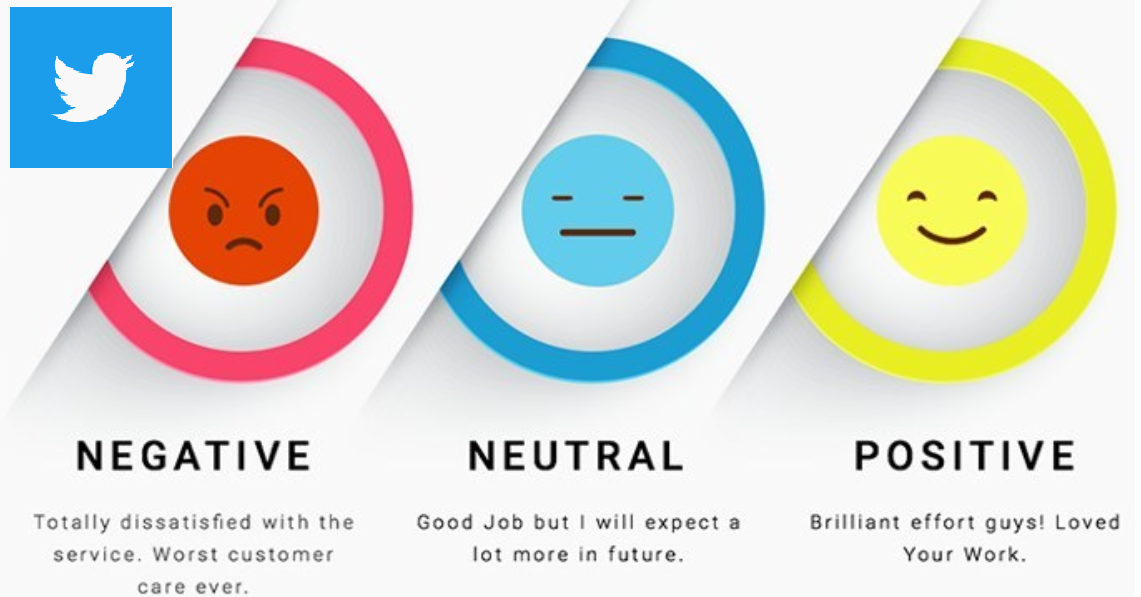 NEGATIVE
Totally dissatisfied with the
service. Worst customer
care ever.
NEUTRAL
Good Job but I will expect a
lot more in future.
POSITIVE
Brilliant effort guys! Loved
Your Work.